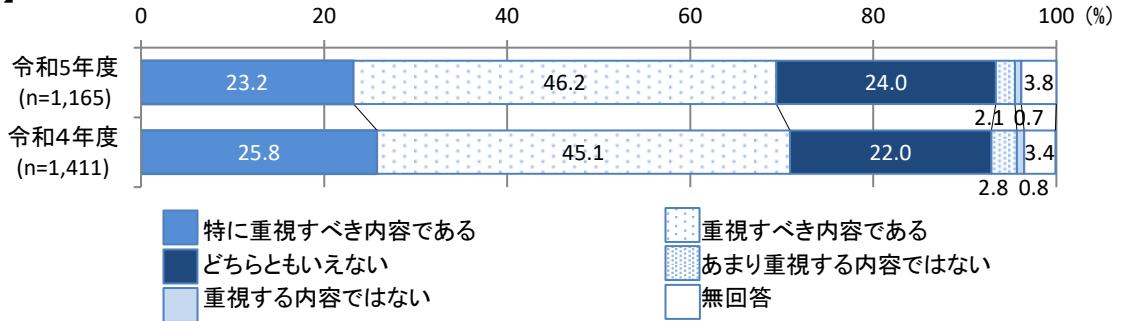 0 20 40 60 80 100 (%)
令和5年度
(n=1,165)
23.2 46.2 24.0 3.8
2.1 0.7
令和4年度
(n=1,411)
25.8 45.1 22.0 3.4
2.8 0.8
特に重視すべき内容である 重視すべき内容である
どちらともいえない あまり重視する内容ではない
重視する内容ではない 無回答